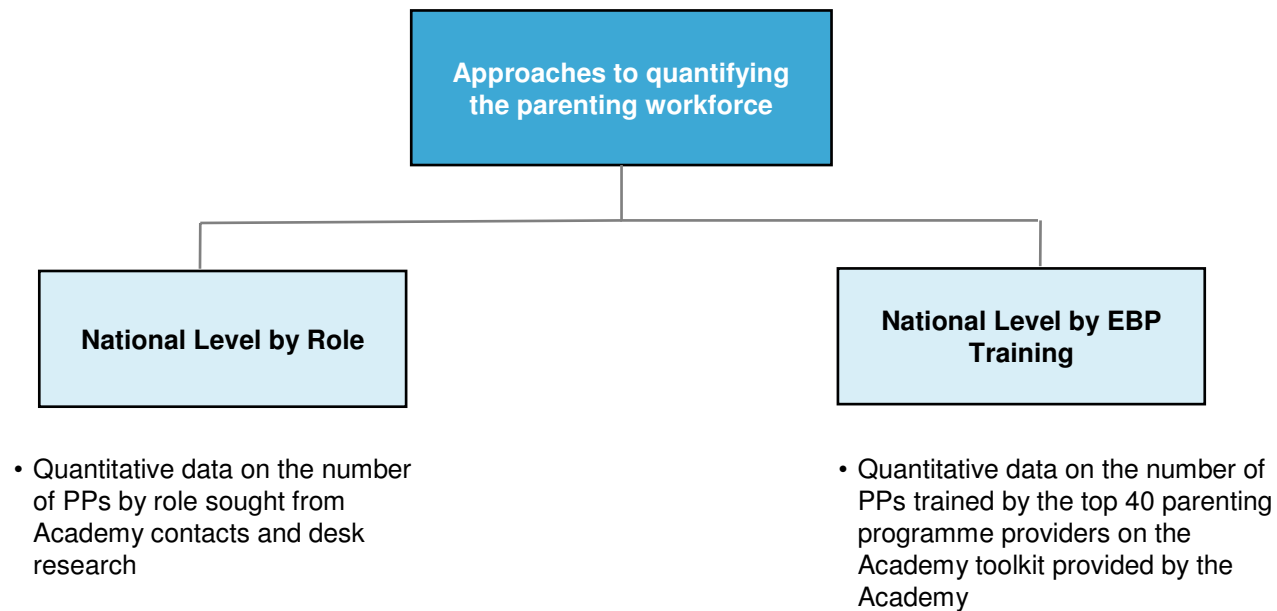 Approaches to quantifying
the parenting workforce
National Level by Role
• Quantitative data on the number
of PPs by role sought from
Academy contacts and desk
research
National Level by EBP
Training
• Quantitative data on the number of
PPs trained by the top 40 parenting
programme providers on the
Academy toolkit provided by the
Academy